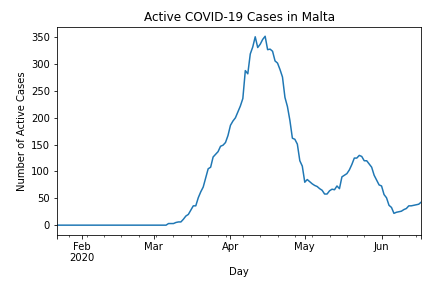 Active COVID-19 Cases in Malta
350
300
250
200
150
100
50
0
Number of Active Cases
Feb Mar Apr May Jun
2020
Day